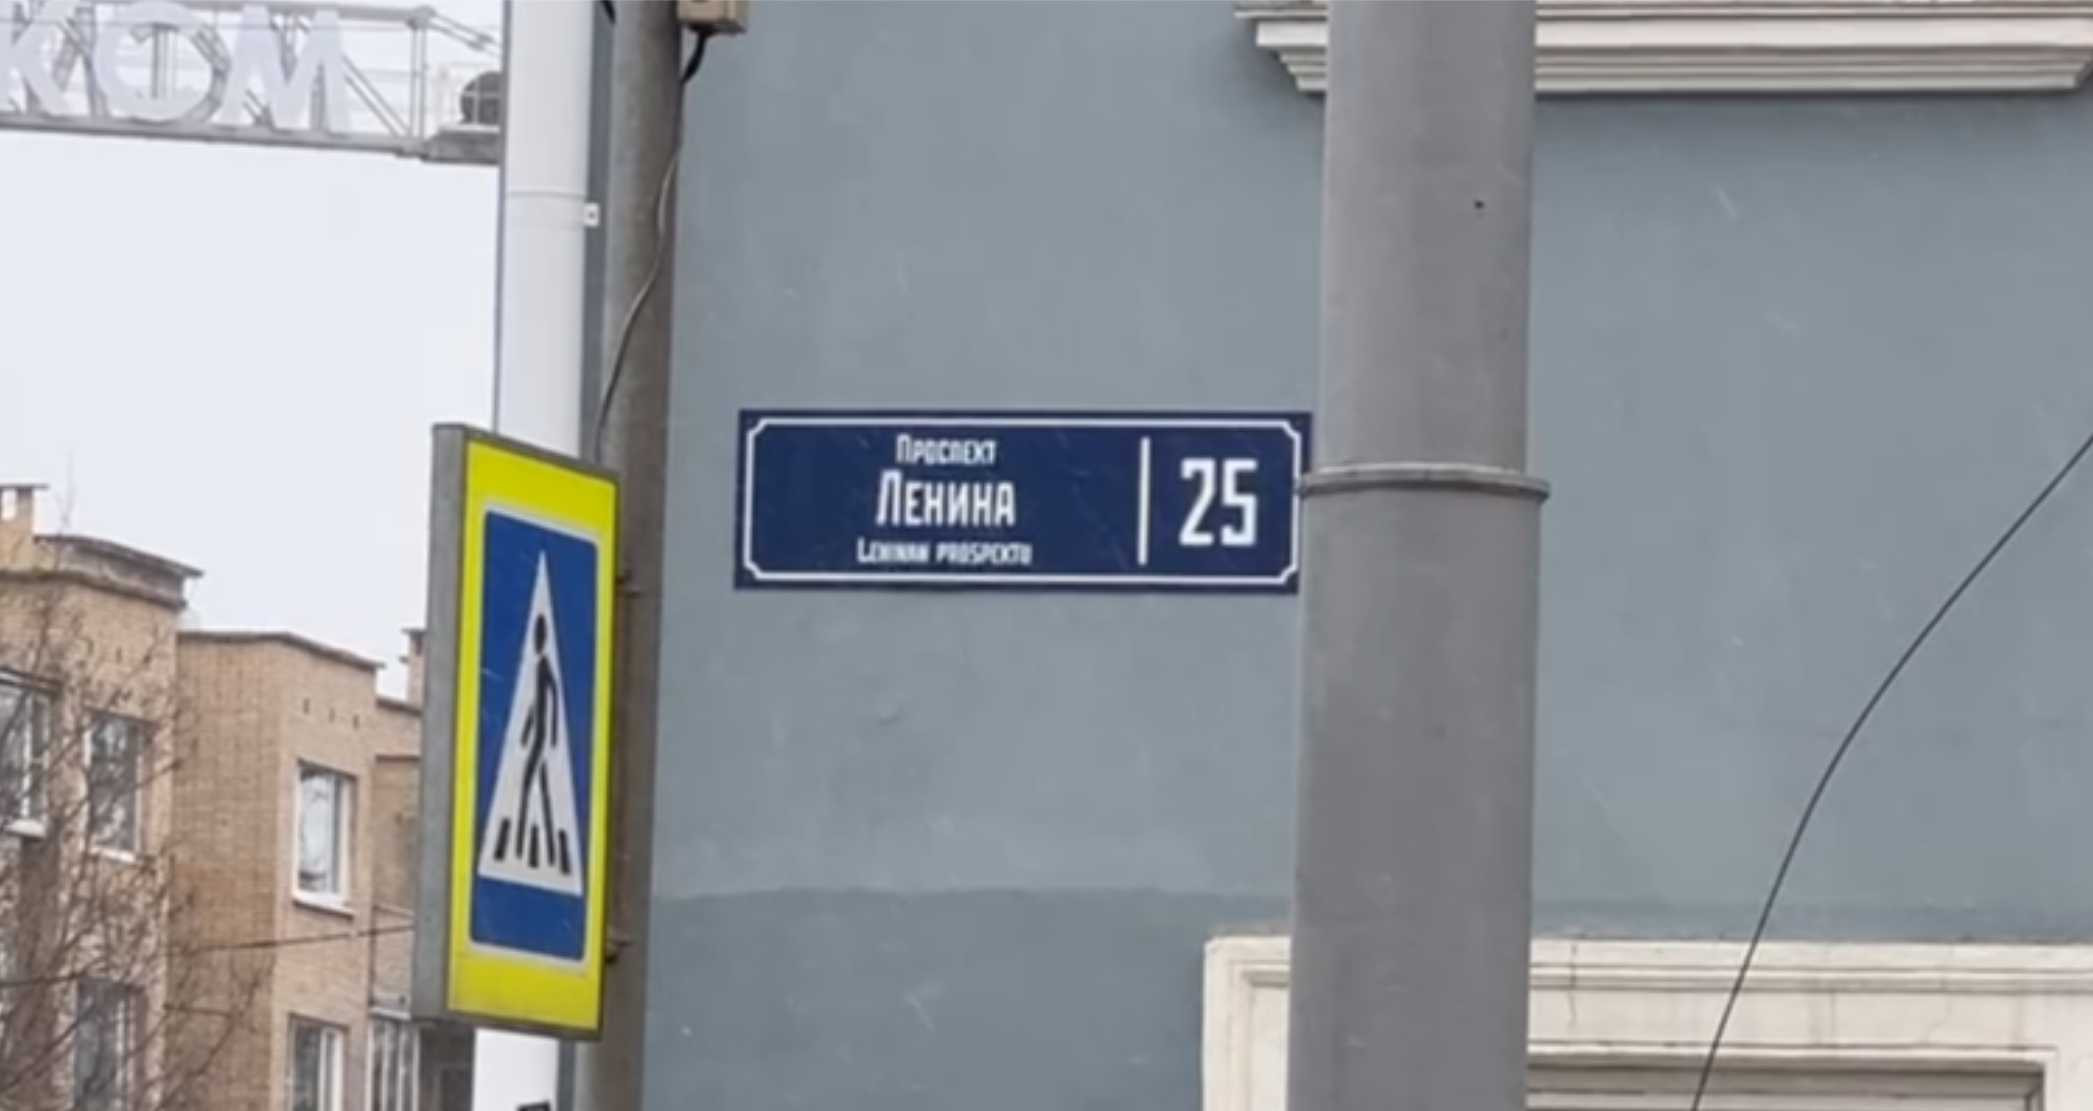 КОМ
Проспект
Ленина
25
Leninan prospektu